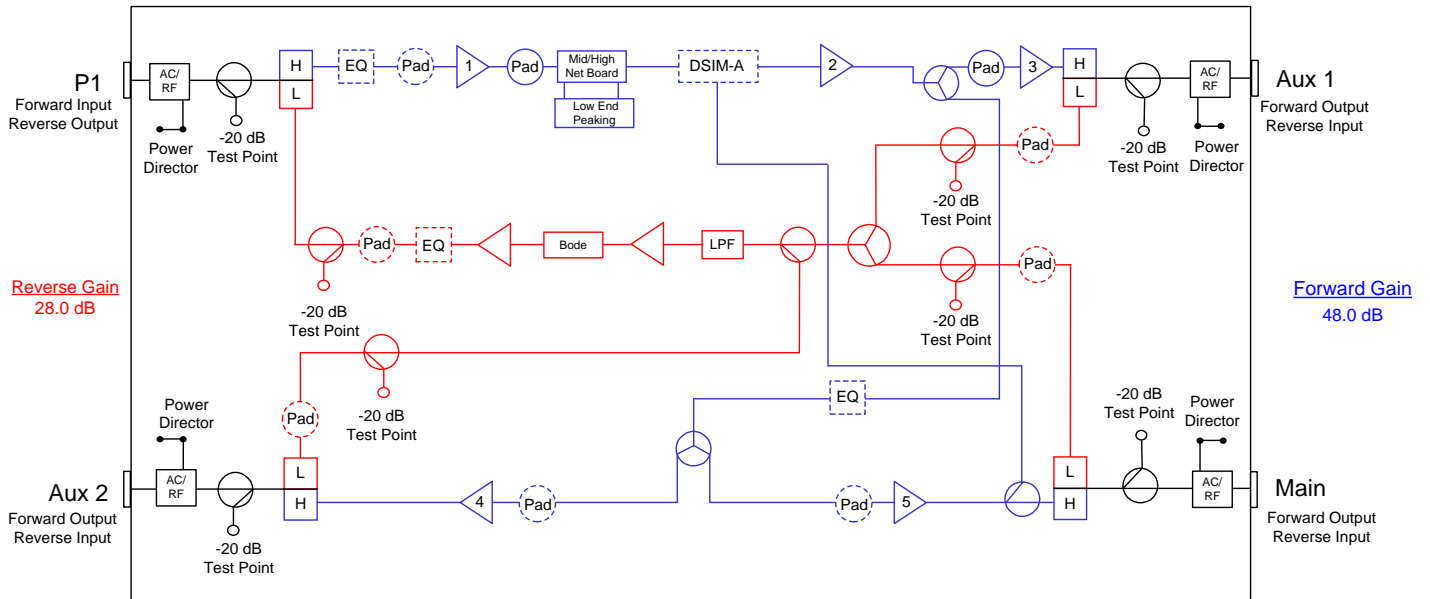 P1
Forward Input
Reverse Output
AC/
RF
Power
Director
-20 dB
Test Point
H
L
EQ
Pad
1
Pad
Mid/High
Net Board
Low End
Peaking
DSIM-A
2
Pad
3
H
L
-20 dB
Test Point
AC/
RF
Power
Director
Aux 1
Forward Output
Reverse Input
-20 dB
Test Point
Pad
Reverse Gain
28.0 dB
-20 dB
Test Point
Pad
EQ
Bode
LPF
-20 dB
Test Point
Pad
Forward Gain
48.0 dB
-20 dB
Test Point
Pad
EQ
-20 dB
Test Point
Power
Director
Power
Director
Aux 2
Forward Output
Reverse Input
AC/
RF
-20 dB
Test Point
L
H
4
Pad
Pad
5
L
H
AC/
RF
Main
Forward Output
Reverse Input